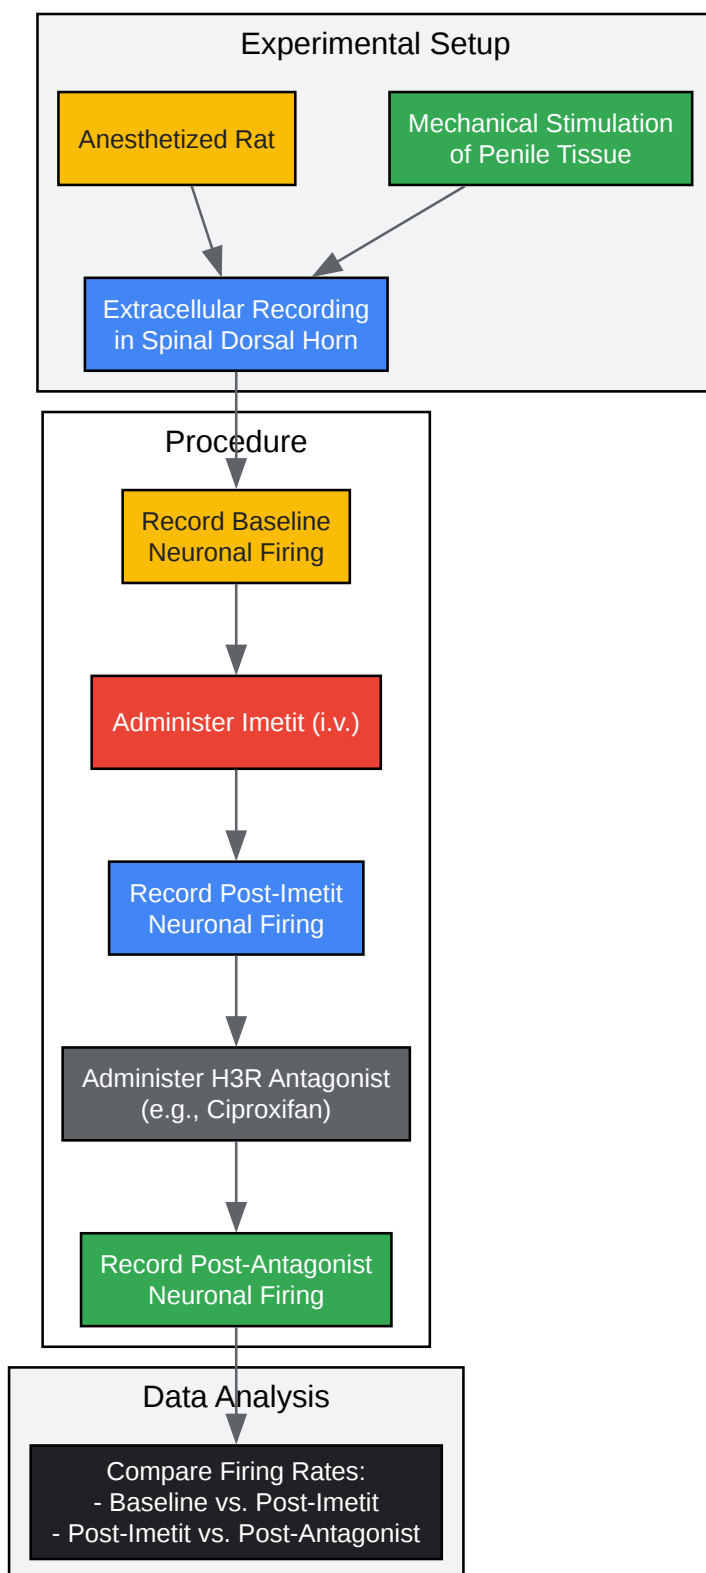 Experimental Setup
Anesthetized Rat
Mechanical Stimulation
of Penile Tissue
Extracellular Recording
in Spinal Dorsal Horn
Procedure
Record Baseline
Neuronal Firing
Administer Imetit (i.v.)
Record Post-Imetit
Neuronal Firing
Administer H3R Antagonist
(e.g., Ciproxifan)
Record Post-Antagonist
Neuronal Firing
Data Analysis
Compare Firing Rates:
- Baseline vs. Post-Imetit
- Post-Imetit vs. Post-Antagonist